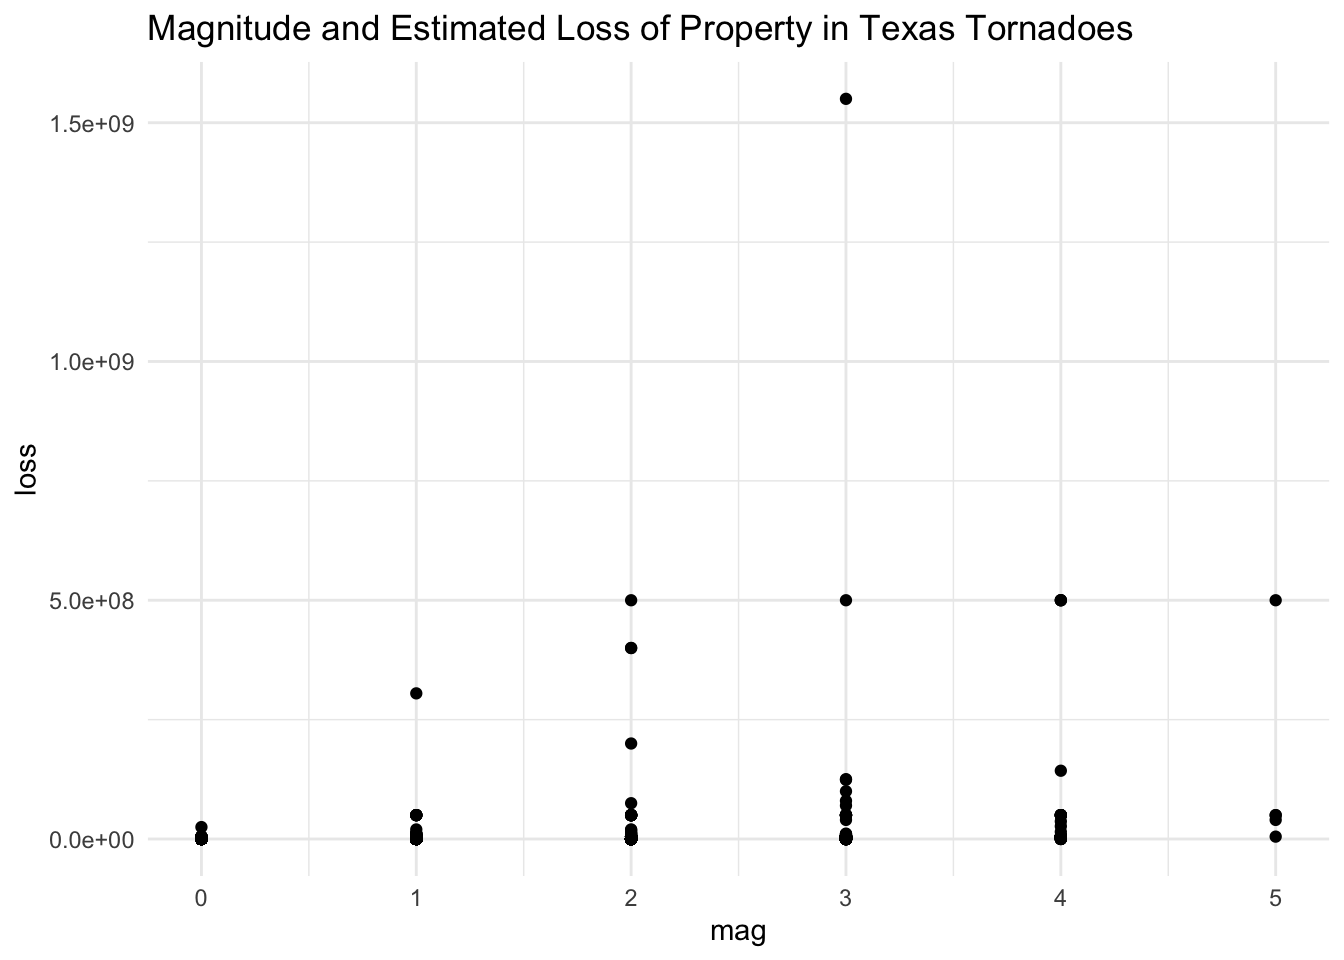 Magnitude and Estimated Loss of Property in Texas Tornadoes
1.5e+09
1.0e+09
loss
5.0e+08
0.0e+00
0 1 2 3 4 5
mag